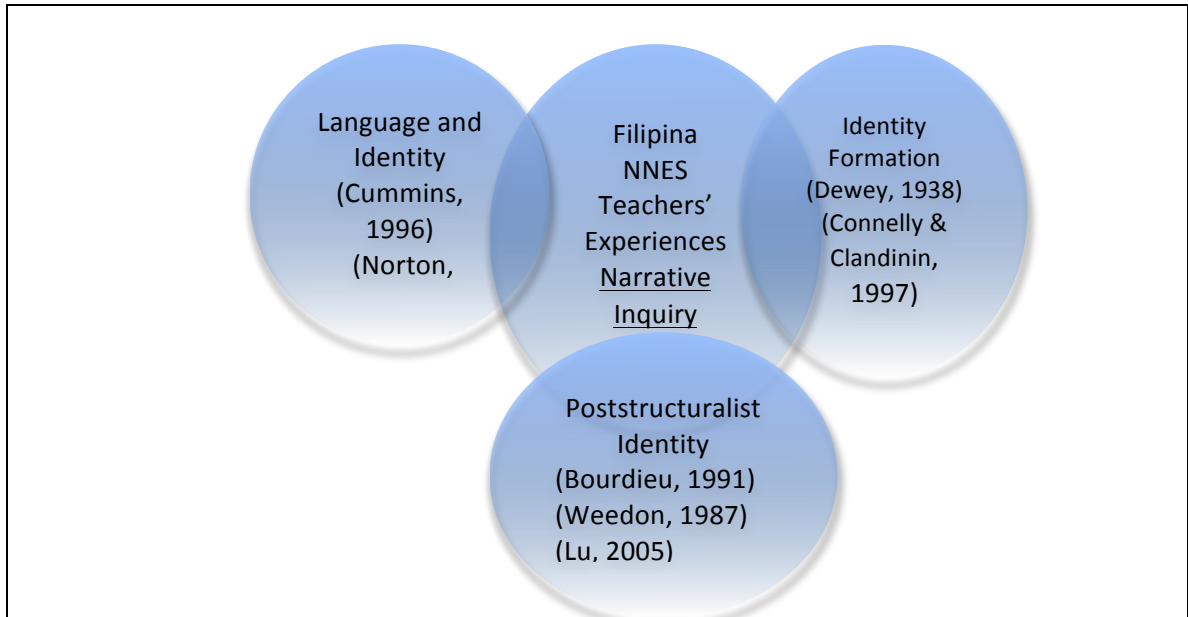 Language and
Identity
(Cummins,
1996)
(Norton,
Filipina
NNES
Teachers’
Experiences
Narrative
Inquiry
Identity
Formation
(Dewey, 1938)
(Connelly &
Clandinin,
1997)
Poststructuralist
Identity
(Bourdieu, 1991)
(Weedon, 1987)
(Lu, 2005)